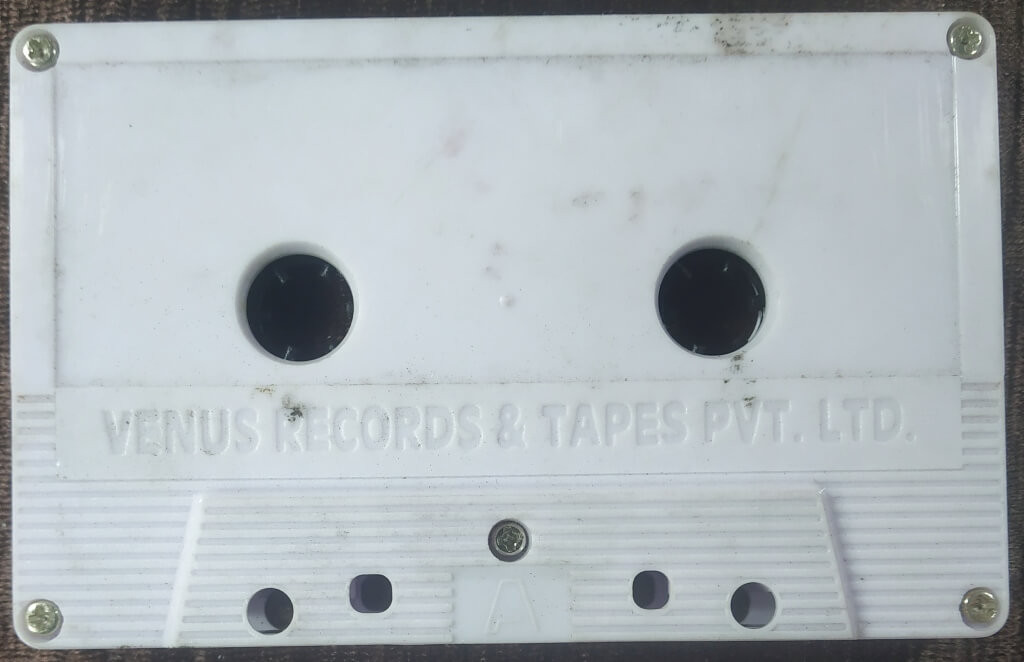 VENUS RECORDS & TAPES PVT. LTD.
A